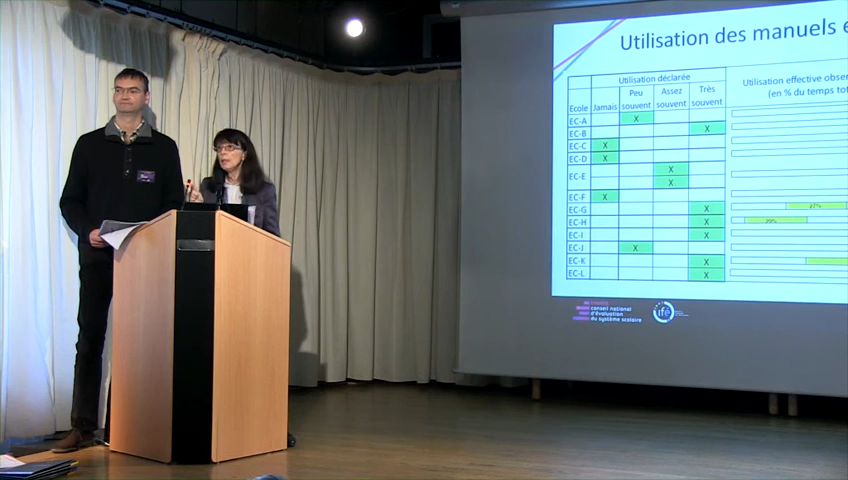 Utilisation des manuels e
Utilisation déclarée
Utilisation effective obser
(en % du temps tot
Ecole Jamais Peu souvent Assez souvent Très souvent
EC-A X
EC-B X
EC-C X
EC-D X
EC-E X
X
EC-F X
EC-G X 27%
EC-H X
EC-I X
EC-J X
EC-K X
EC-L X
conseil national
d'évaluation
du système scolaire
ifé